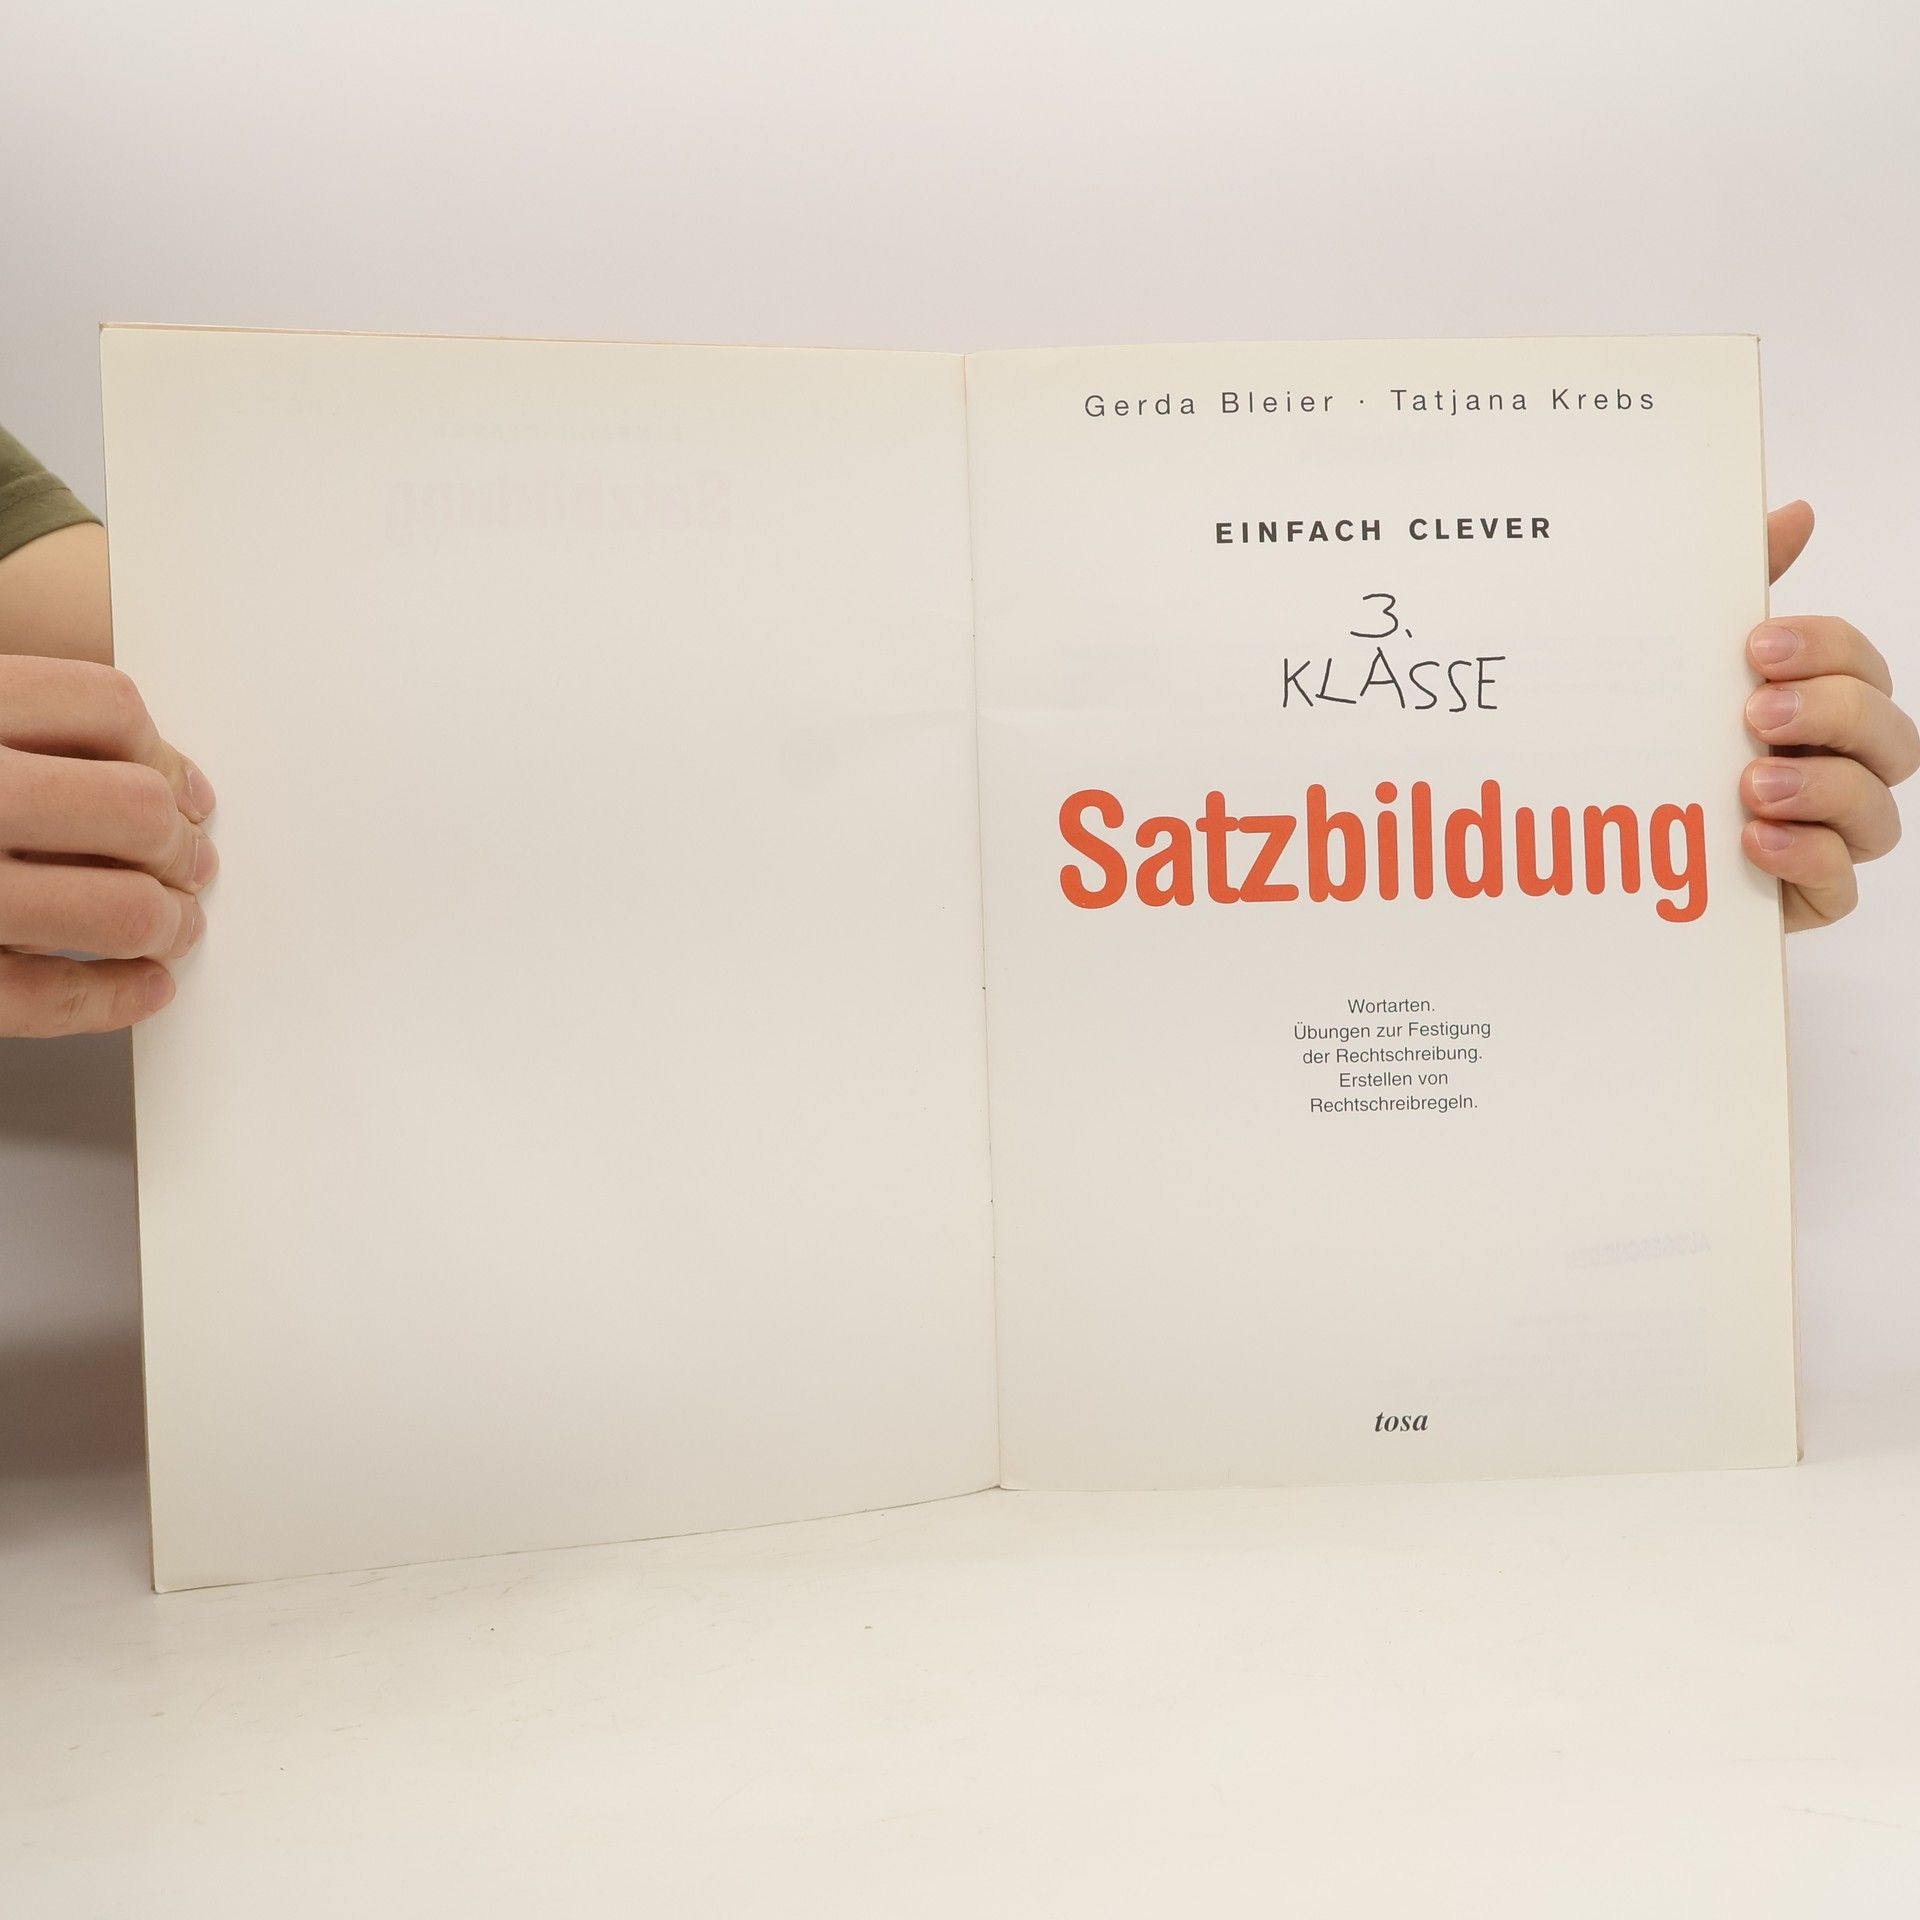 Gerda Bleier · Tatjana Krebs
EINFACH CLEVER
3.
KLASSE
Satzbildung
Wortarten.
Übungen zur Festigung
der Rechtschreibung.
Erstellen von
Rechtschreibregeln.
tosa